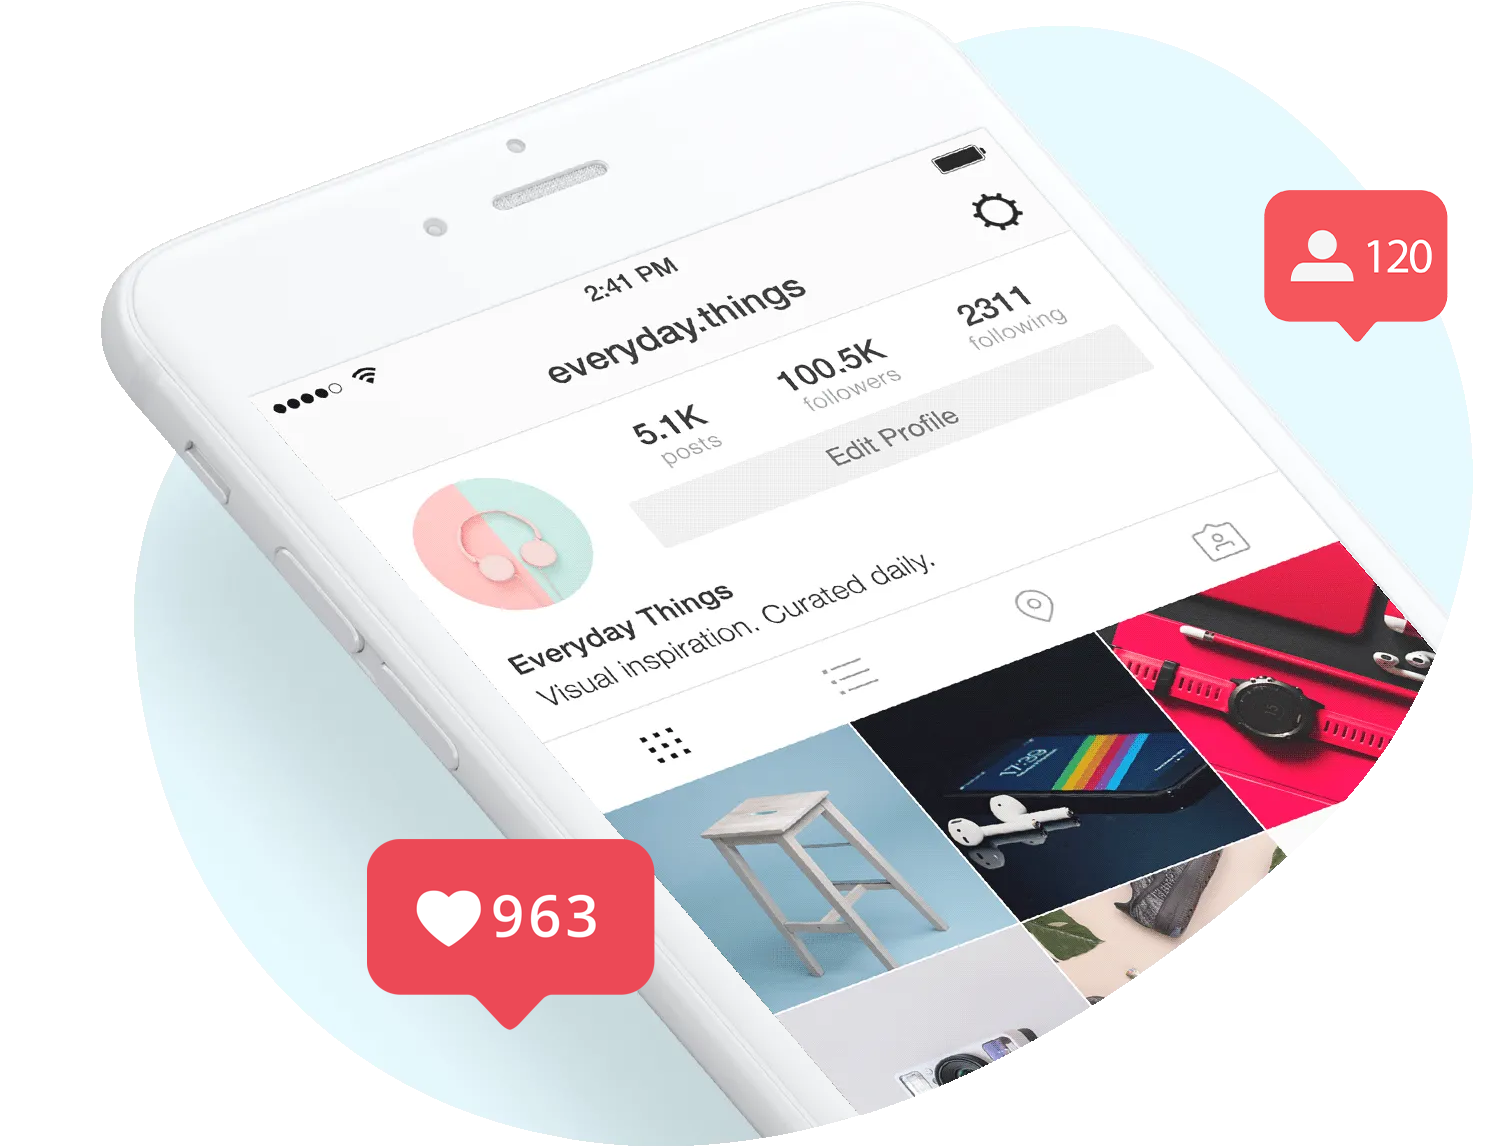 2:41 PM
everyday.things
5.1K
posts
100.5K
followers
2311
following
Edit Profile
Everyday Things
Visual inspiration. Curated daily.
120
963
17:39